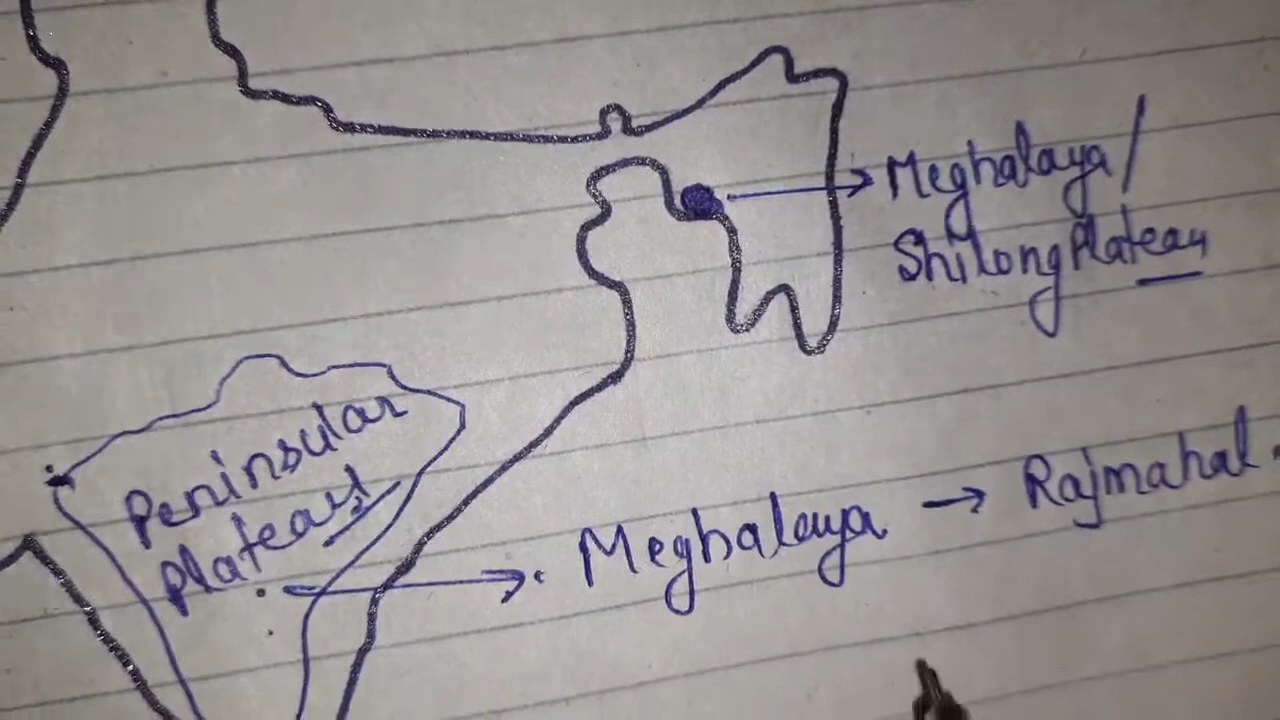 Meghalaya/
Shilong Plateau
Peninsular
Plateau
Meghalaya → Rajmahal